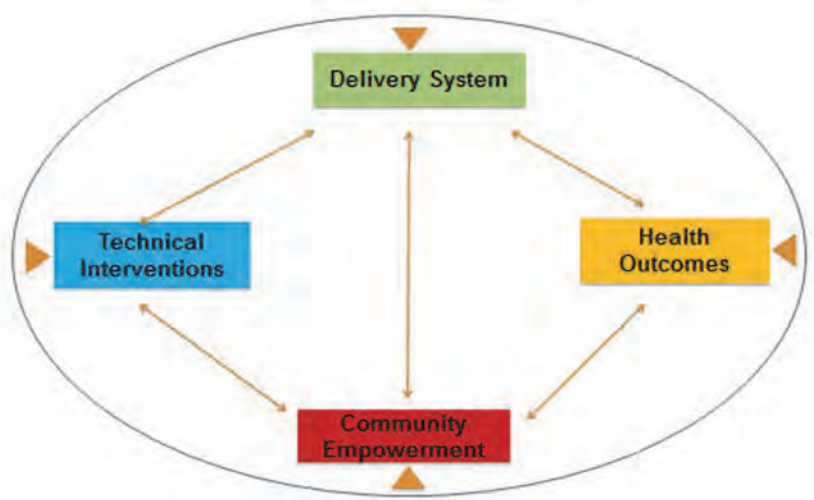 Delivery System
Technical
Interventions
Health
Outcomes
Community
Empowerment